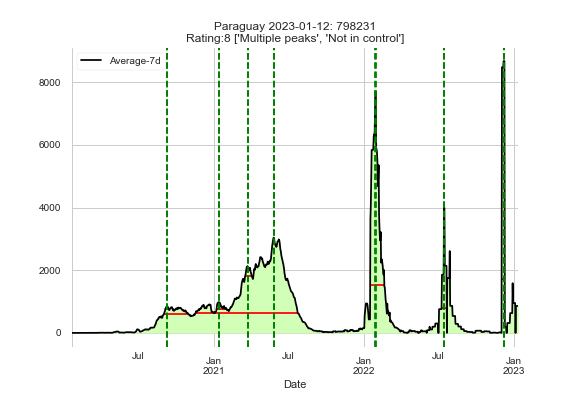 Paraguay 2023-01-12: 798231
Rating:8 ['Multiple peaks', 'Not in control']
Average-7d
8000
6000
4000
2000
0
Jul
Jan
2021
Jul
Jan
2022
Jul
Jan
2023
Date